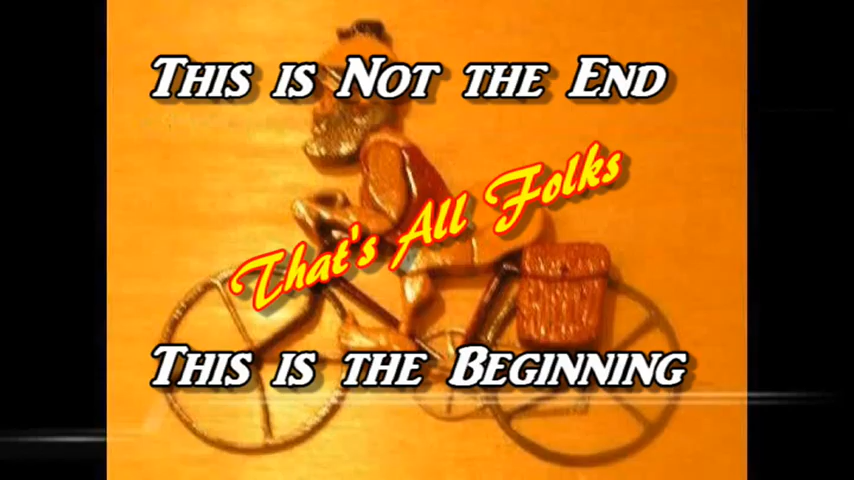 This is Not the End
That's All Folks
This is the Beginning